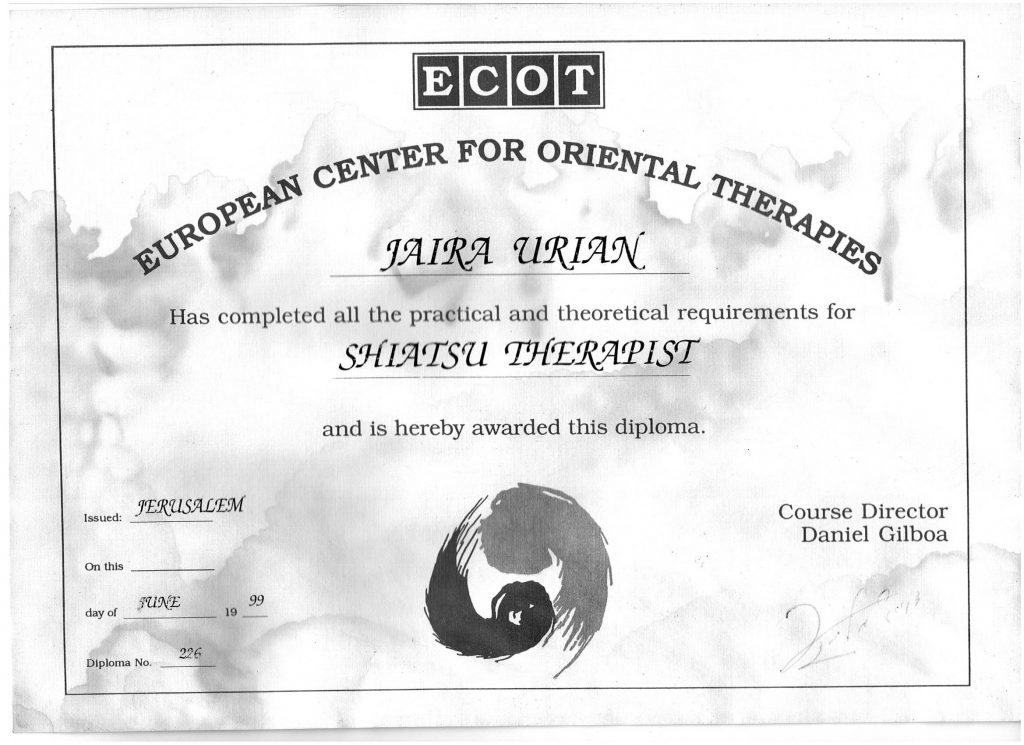 ECOT
EUROPEAN CENTER FOR ORIENTAL THERAPIES
JAIRA URIAN
Has completed all the practical and theoretical requirements for
SHIATSU THERAPIST
and is hereby awarded this diploma.
Issued: JERUSALEM
On this
day of JUNE 19 99
Diploma No. 226
Course Director
Daniel Gilboa